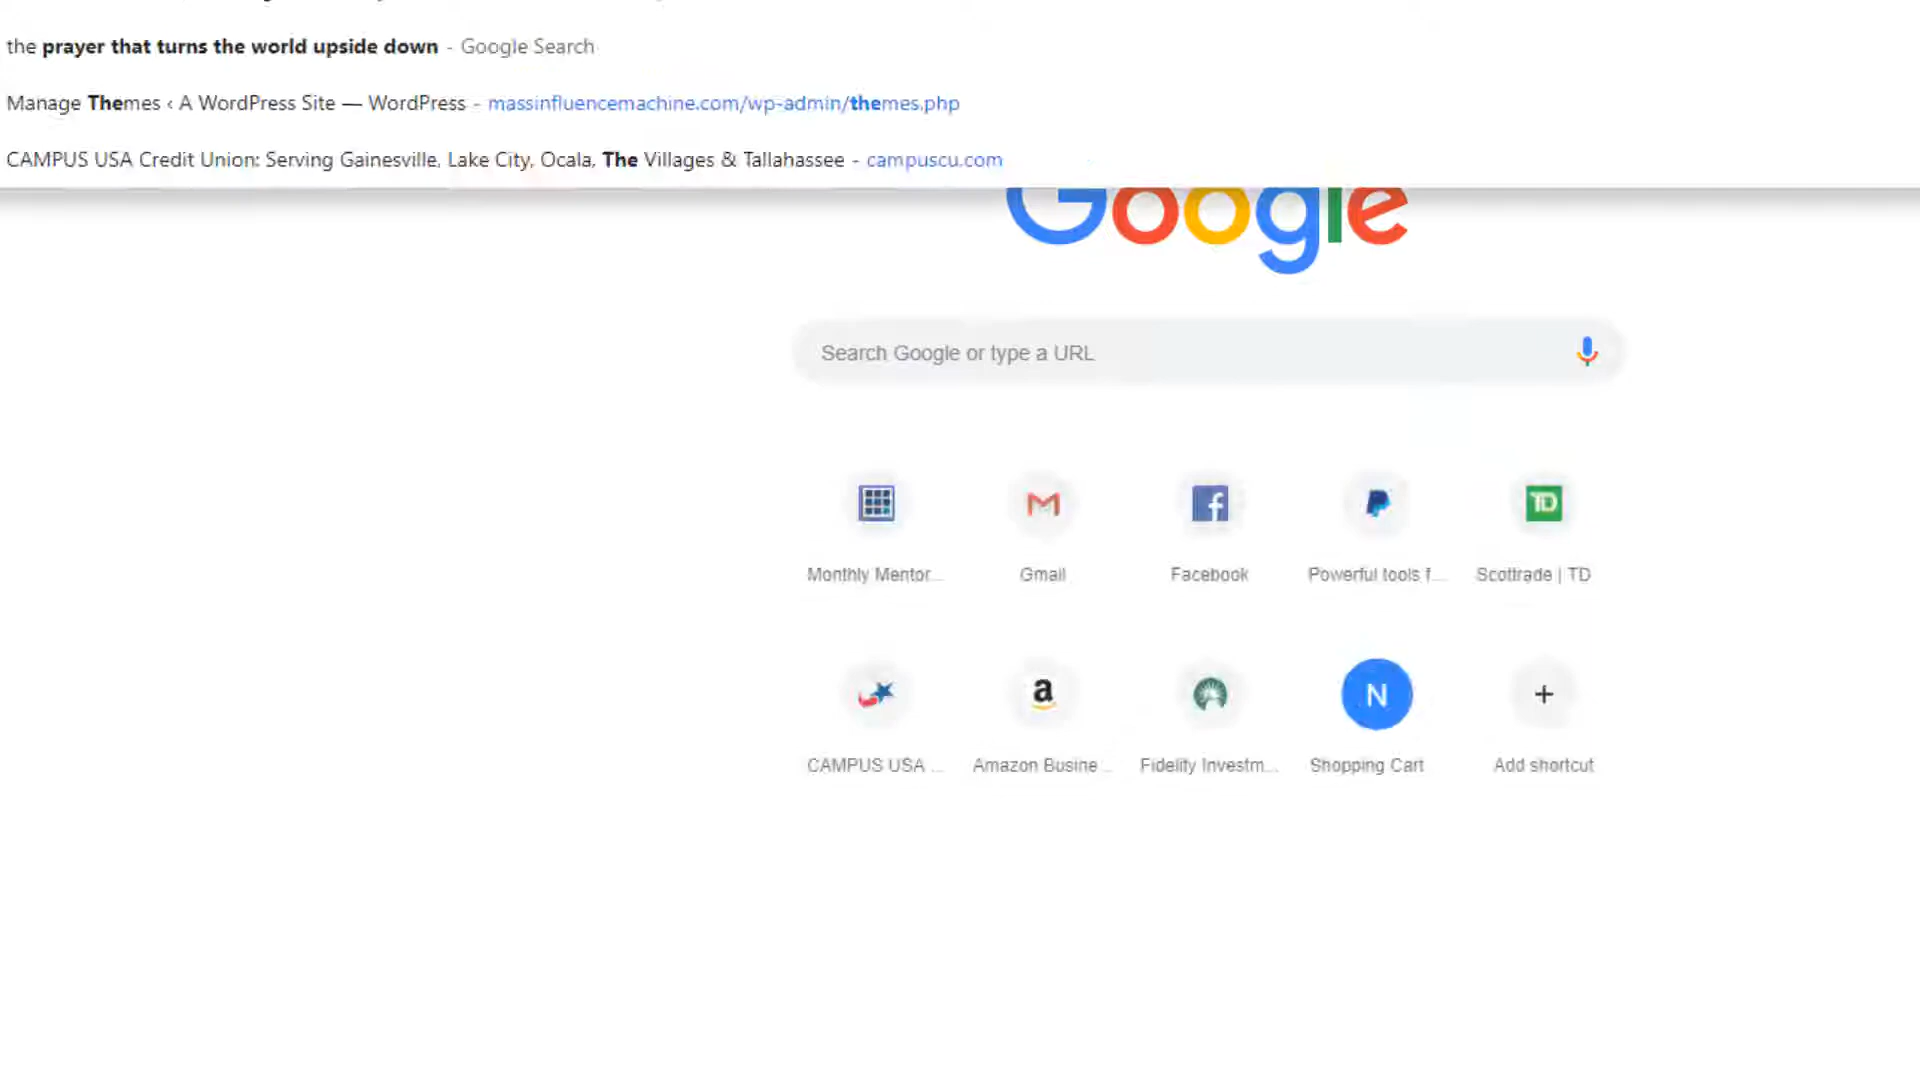 the prayer that turns the world upside down - Google Search
Manage Themes ‹ A WordPress Site — WordPress - massinfluencemachine.com/wp-admin/themes.php
CAMPUS USA Credit Union: Serving Gainesville, Lake City, Ocala, The Villages & Tallahassee - campuscu.com
Google
Search Google or type a URL
TD
Monthly Mentor...
Gmail
Facebook
Powerful tools f...
Scottrade | TD
N
CAMPUS USA ...
Amazon Busine...
Fidelity Investm...
Shopping Cart
Add shortcut